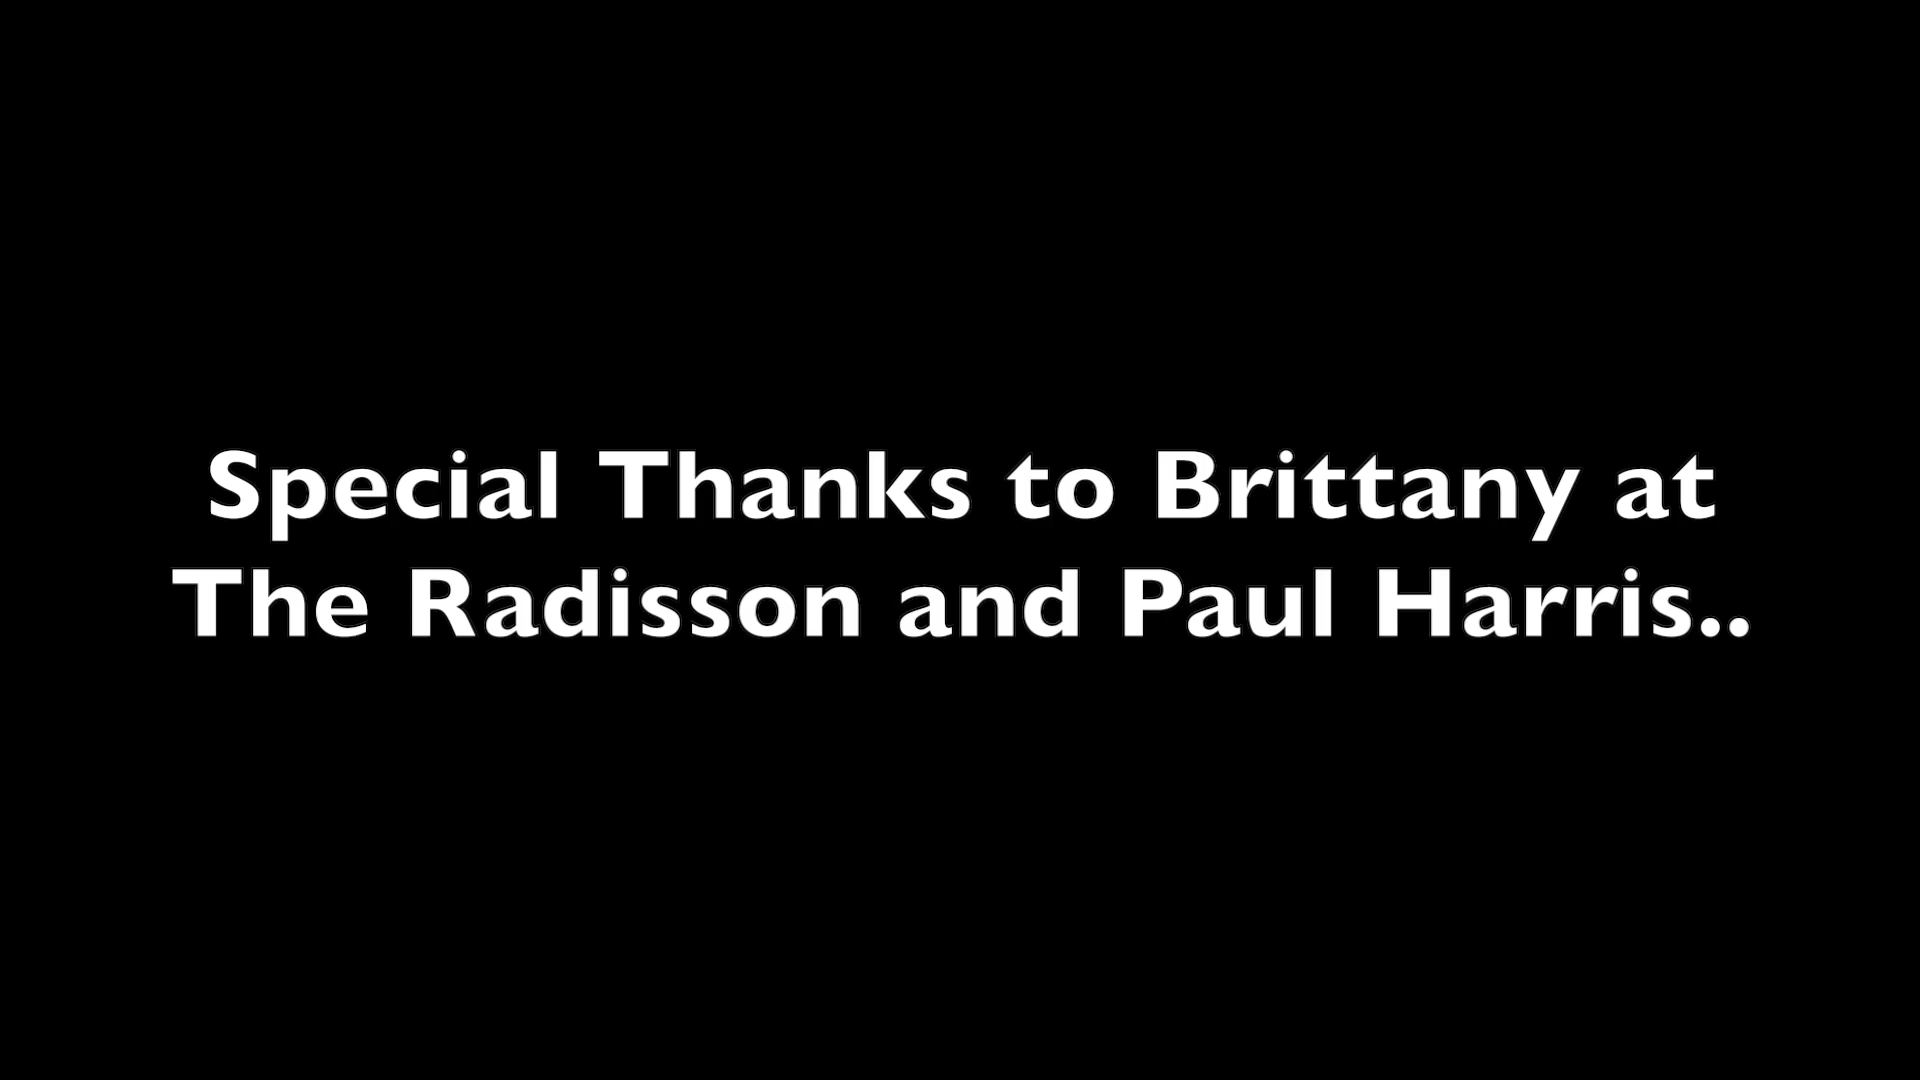 Special Thanks to Brittany at
The Radisson and Paul Harris..